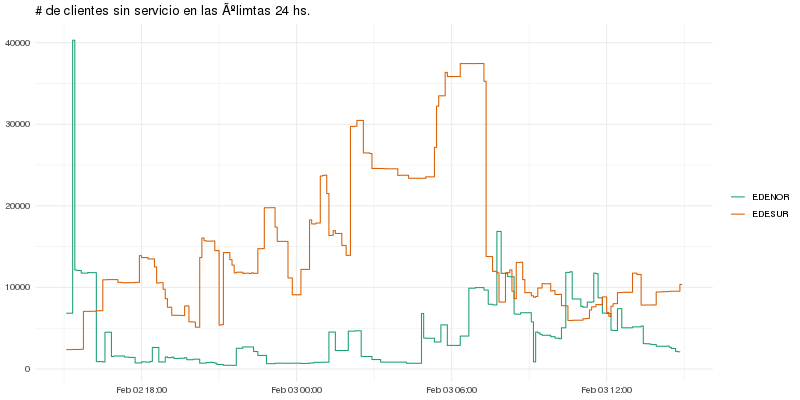 # de clientes sin servicio en las Ãºlimtas 24 hs.
40000
30000
20000
10000
0
Feb 02 18:00
Feb 03 00:00
Feb 03 06:00
Feb 03 12:00
EDENOR
EDESUR